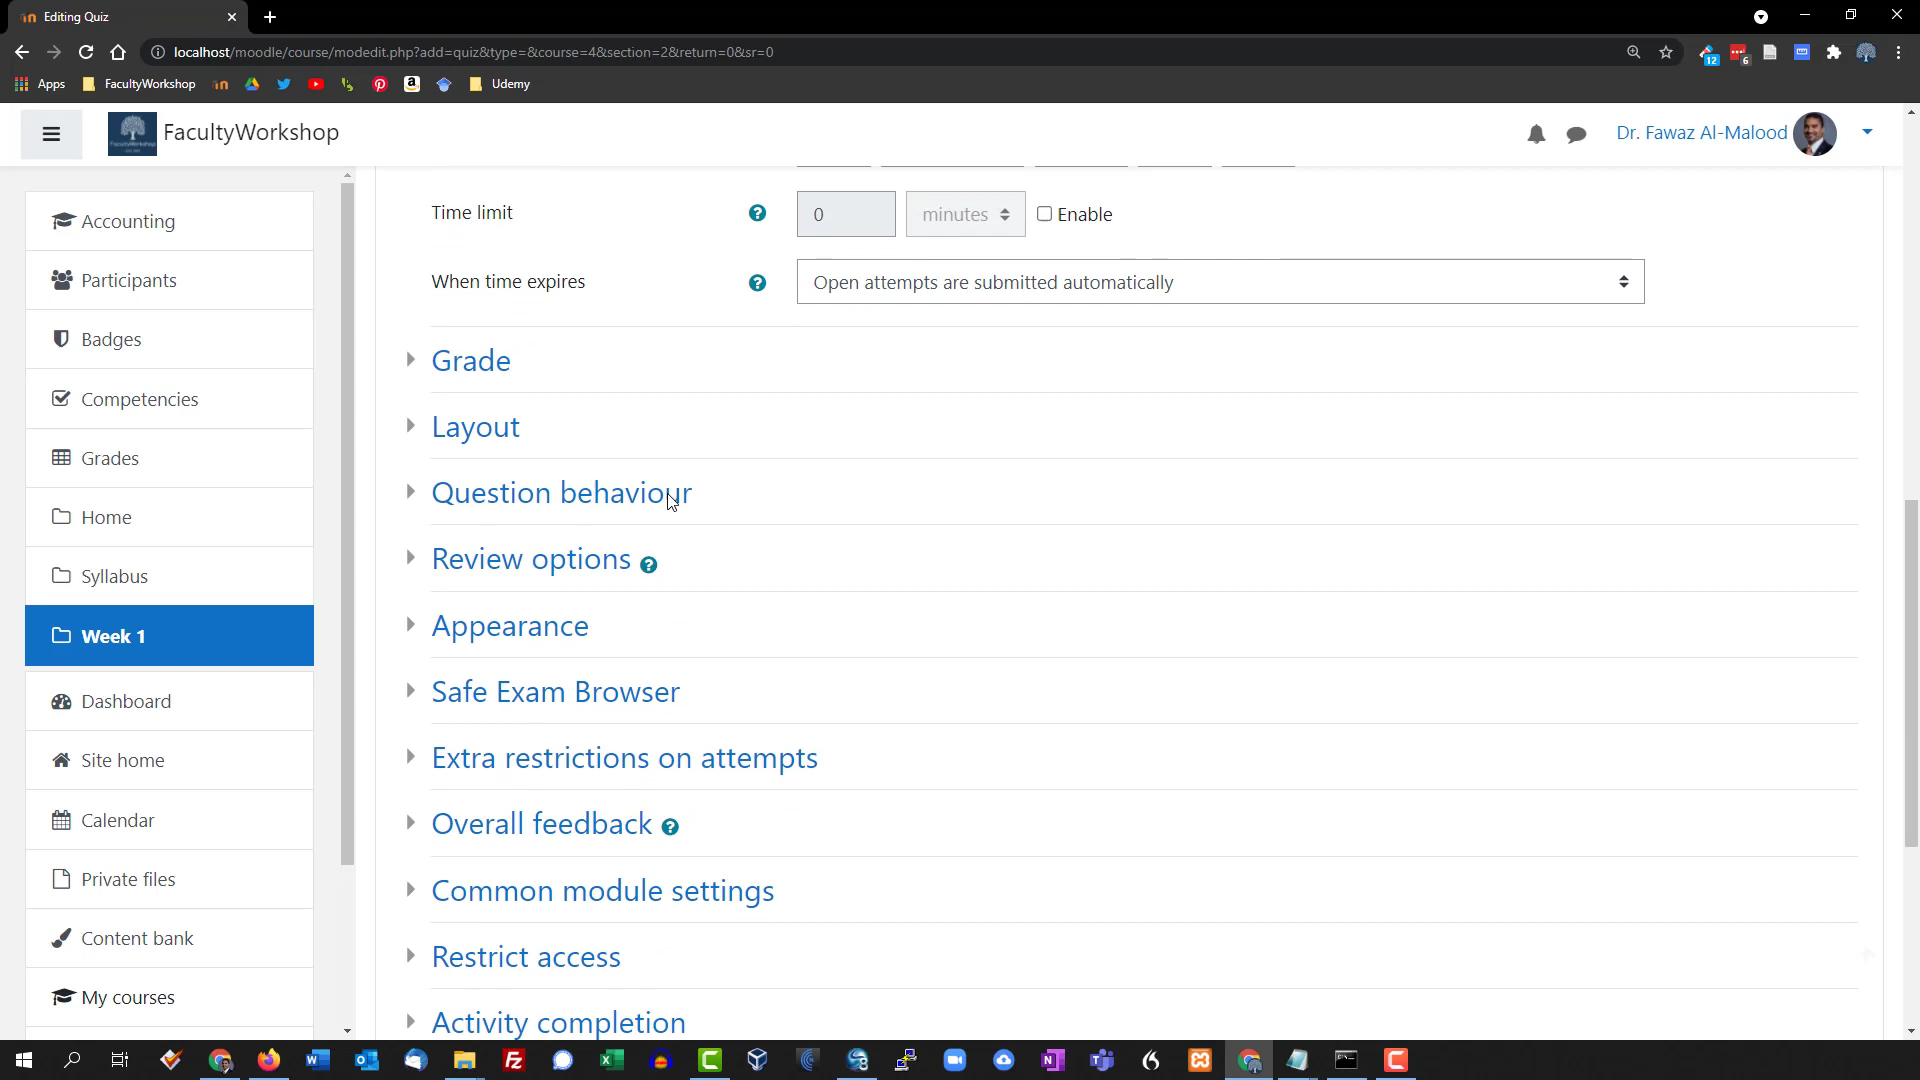 Editing Quiz
localhost/moodle/course/modedit.php?add=quiz&type=&course=4&section=2&return=0&sr=0
12
6
Apps
FacultyWorkshop
Udemy
FacultyWorkshop
Dr. Fawaz Al-Malood
Accounting
Participants
Badges
Competencies
Grades
Home
Syllabus
Week 1
Dashboard
Site home
Calendar
Private files
Content bank
My courses
Time limit
0
minutes
Enable
When time expires
Open attempts are submitted automatically
Grade
Layout
Question behaviour
Review options
Appearance
Safe Exam Browser
Extra restrictions on attempts
Overall feedback
Common module settings
Restrict access
Activity completion